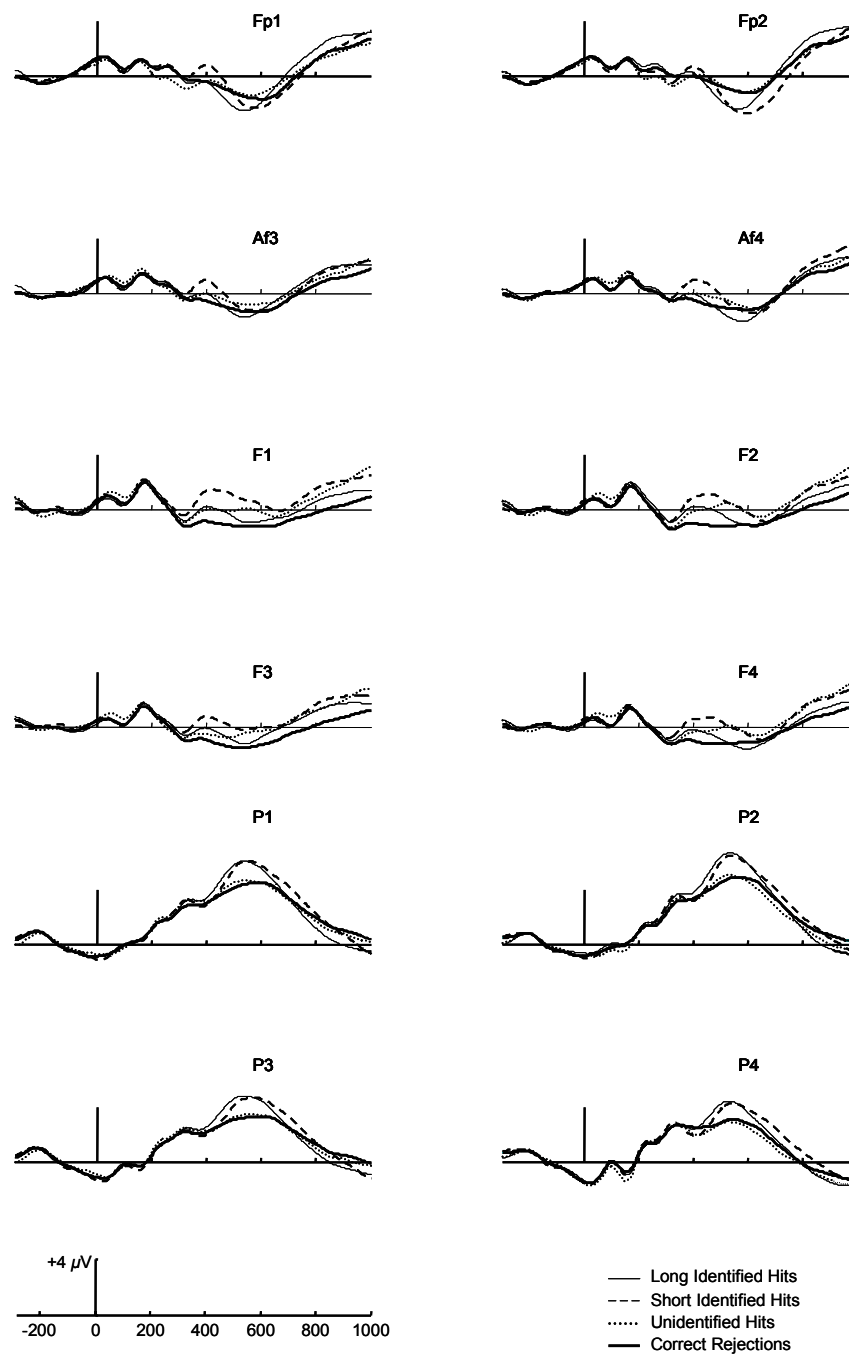 Fp1 Fp2
Af3 Af4
F1 F2
F3 F4
P1 P2
P3 P4
+4 µV
-200 0 200 400 600 800 1000
Long Identified Hits
Short Identified Hits
Unidentified Hits
Correct Rejections